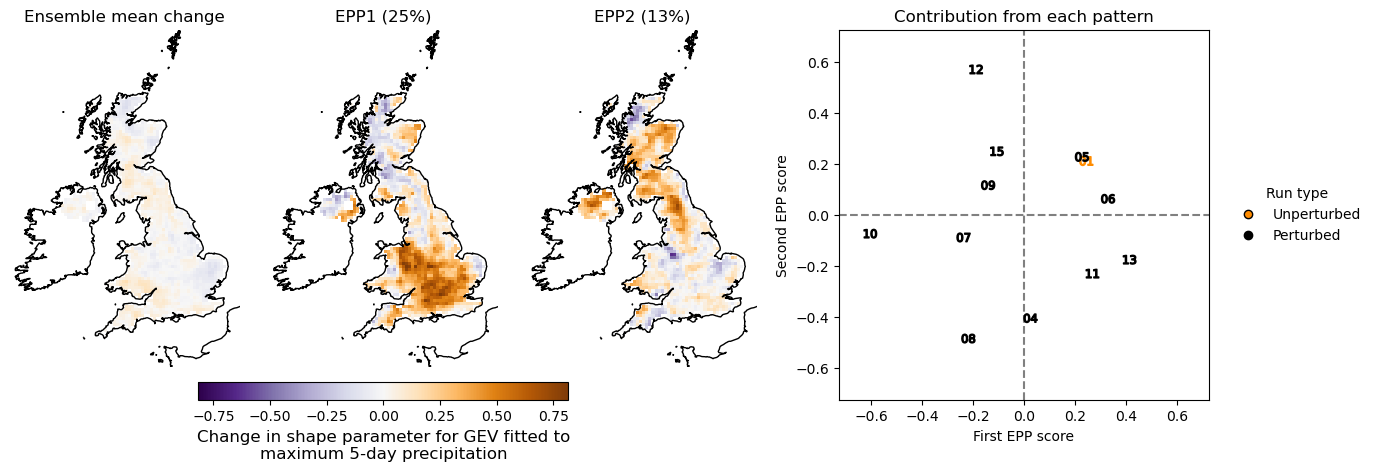 Ensemble mean change
EPP1 (25%)
EPP2 (13%)
−0.75 −0.50 −0.25 0.00 0.25 0.50 0.75
Change in shape parameter for GEV fitted to
maximum 5-day precipitation
Contribution from each pattern
Second EPP score
0.6
0.4
0.2
0.0
−0.2
−0.4
−0.6
12
15
05
01
09
06
10
07
13
11
04
08
−0.6 −0.4 −0.2 0.0 0.2 0.4 0.6
First EPP score
Run type
Unperturbed
Perturbed